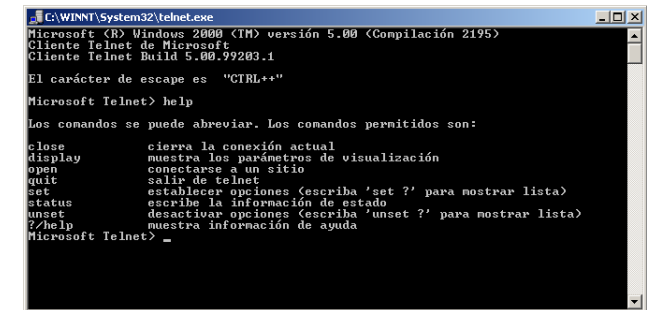 C:\WINNT\System32\telnet.exe
Microsoft (R) Windows 2000 (TM) versión 5.00 (Compilación 2195)
Cliente Telnet de Microsoft
Cliente Telnet Build 5.00.99203.1
El carácter de escape es "CTRL++"
Microsoft Telnet> help
Los comandos se puede abreviar. Los comandos permitidos son:
close cierra la conexión actual
display muestra los parámetros de visualización
open conectarse a un sitio
quit salir de telnet
set establecer opciones (escriba 'set ?' para mostrar lista)
status escribe la información de estado
unset desactivar opciones (escriba 'unset ?' para mostrar lista)
?/help muestra información de ayuda
Microsoft Telnet> _